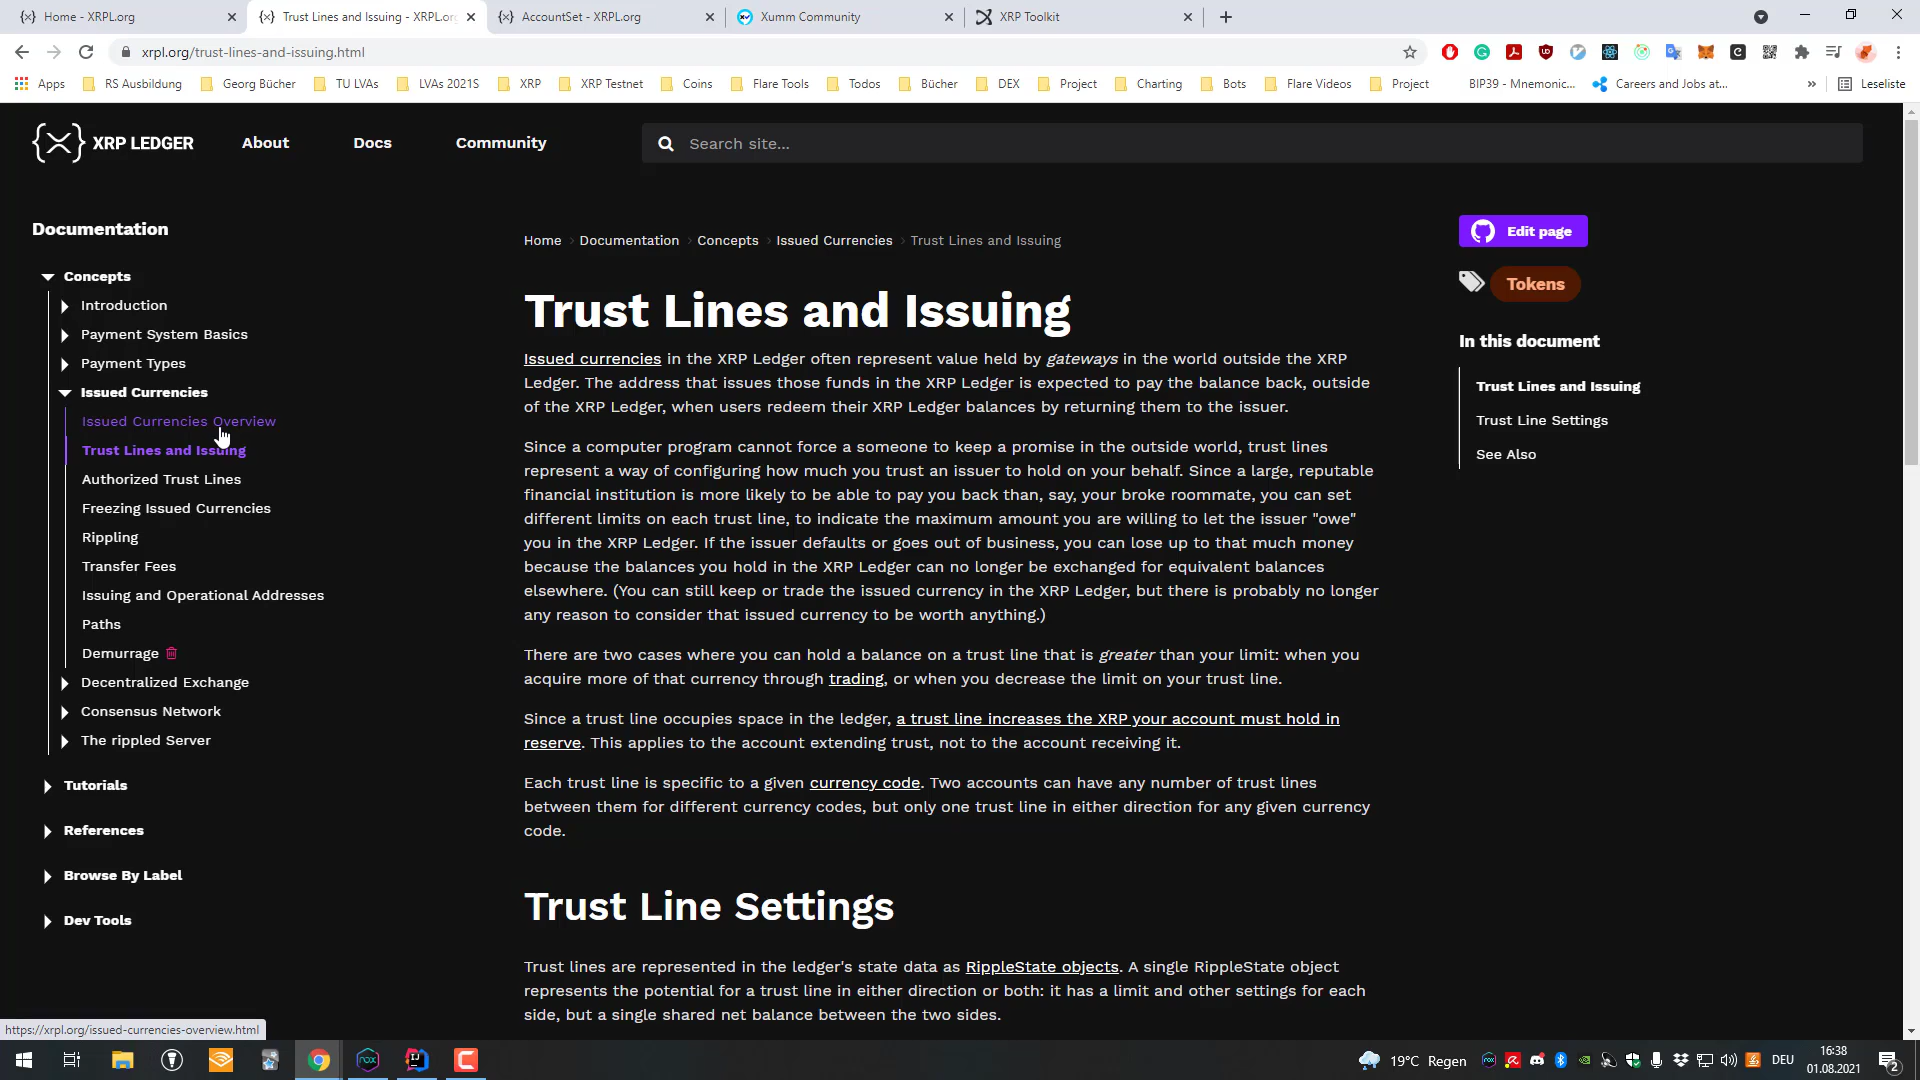 Home - XRPL.org
Trust Lines and Issuing - XRPL.org
AccountSet - XRPL.org
Xumm Community
XRP Toolkit
xrpl.org/trust-lines-and-issuing.html
Apps
RS Ausbildung
Georg Bücher
TU LVAs
LVAs 2021S
XRP
XRP Testnet
Coins
Flare Tools
Todos
Bücher
DEX
Project
Charting
Bots
Flare Videos
Project
BIP39 - Mnemonic...
Careers and Jobs at...
»
Leseliste
XRP LEDGER
About
Docs
Community
Search site...
Documentation
Concepts
Introduction
Payment System Basics
Payment Types
Issued Currencies
Issued Currencies Overview
Trust Lines and Issuing
Authorized Trust Lines
Freezing Issued Currencies
Rippling
Transfer Fees
Issuing and Operational Addresses
Paths
Demurrage
Decentralized Exchange
Consensus Network
The rippled Server
Tutorials
References
Browse By Label
Dev Tools
Home > Documentation > Concepts > Issued Currencies > Trust Lines and Issuing
Trust Lines and Issuing
Issued currencies in the XRP Ledger often represent value held by gateways in the world outside the XRP
Ledger. The address that issues those funds in the XRP Ledger is expected to pay the balance back, outside
of the XRP Ledger, when users redeem their XRP Ledger balances by returning them to the issuer.
Since a computer program cannot force a someone to keep a promise in the outside world, trust lines
represent a way of configuring how much you trust an issuer to hold on your behalf. Since a large, reputable
financial institution is more likely to be able to pay you back than, say, your broke roommate, you can set
different limits on each trust line, to indicate the maximum amount you are willing to let the issuer "owe"
you in the XRP Ledger. If the issuer defaults or goes out of business, you can lose up to that much money
because the balances you hold in the XRP Ledger can no longer be exchanged for equivalent balances
elsewhere. (You can still keep or trade the issued currency in the XRP Ledger, but there is probably no longer
any reason to consider that issued currency to be worth anything.)
There are two cases where you can hold a balance on a trust line that is greater than your limit: when you
acquire more of that currency through trading, or when you decrease the limit on your trust line.
Since a trust line occupies space in the ledger, a trust line increases the XRP your account must hold in
reserve. This applies to the account extending trust, not to the account receiving it.
Each trust line is specific to a given currency code. Two accounts can have any number of trust lines
between them for different currency codes, but only one trust line in either direction for any given currency
code.
Trust Line Settings
Trust lines are represented in the ledger's state data as RippleState objects. A single RippleState object
represents the potential for a trust line in either direction or both: it has a limit and other settings for each
side, but a single shared net balance between the two sides.
Edit page
Tokens
In this document
Trust Lines and Issuing
Trust Line Settings
See Also
https://xrpl.org/issued-currencies-overview.html
19°C Regen
DEU
16:38
01.08.2021
2